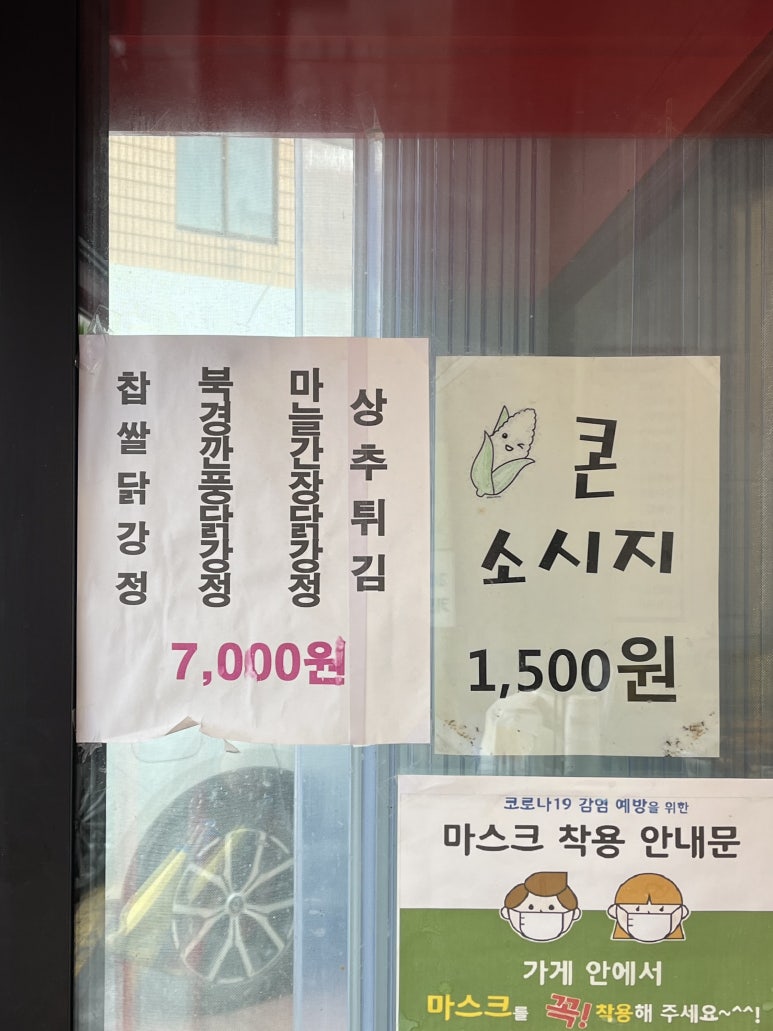 찹쌀닭강정
북경깐풍닭강정
마늘간장닭강정
상추튀김
7,000원
콘
소시지
1,500원
코로나19 감염 예방을 위한
마스크 착용 안내문
가게 안에서
마스크를 꼭! 착용해 주세요~^^!